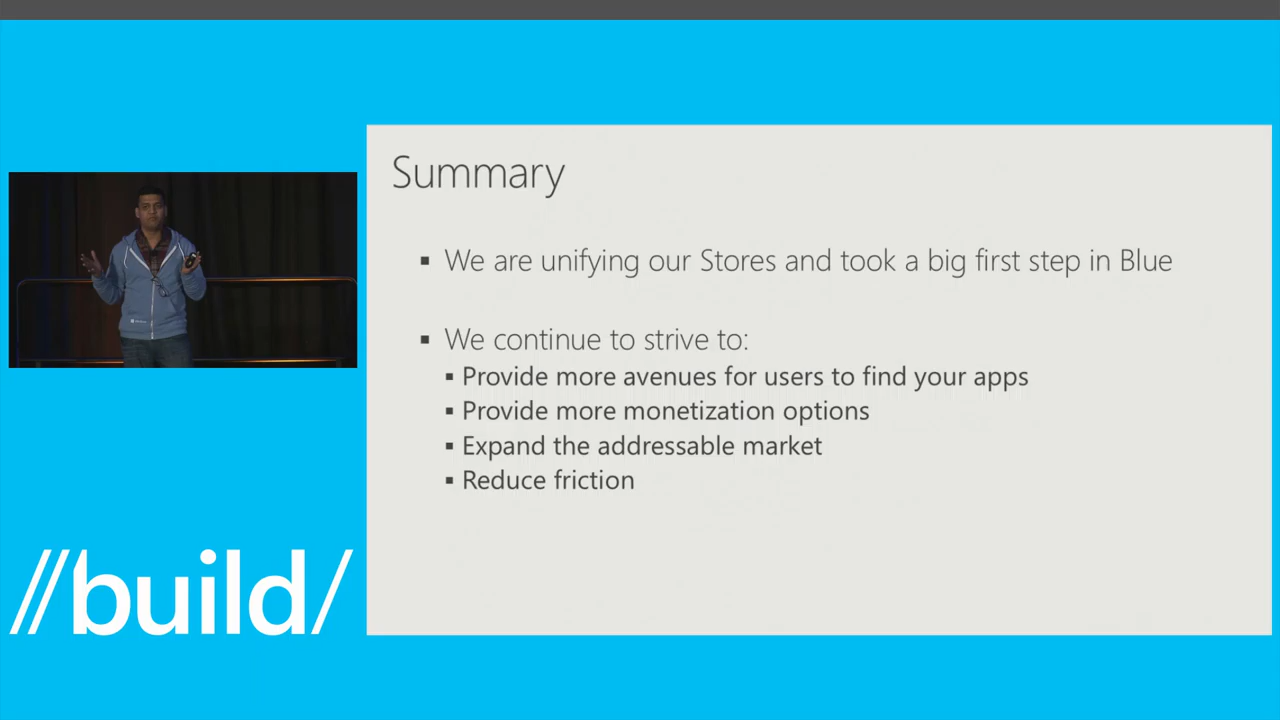 Summary
▪ We are unifying our Stores and took a big first step in Blue
▪ We continue to strive to:
▪ Provide more avenues for users to find your apps
▪ Provide more monetization options
▪ Expand the addressable market
▪ Reduce friction
//build/